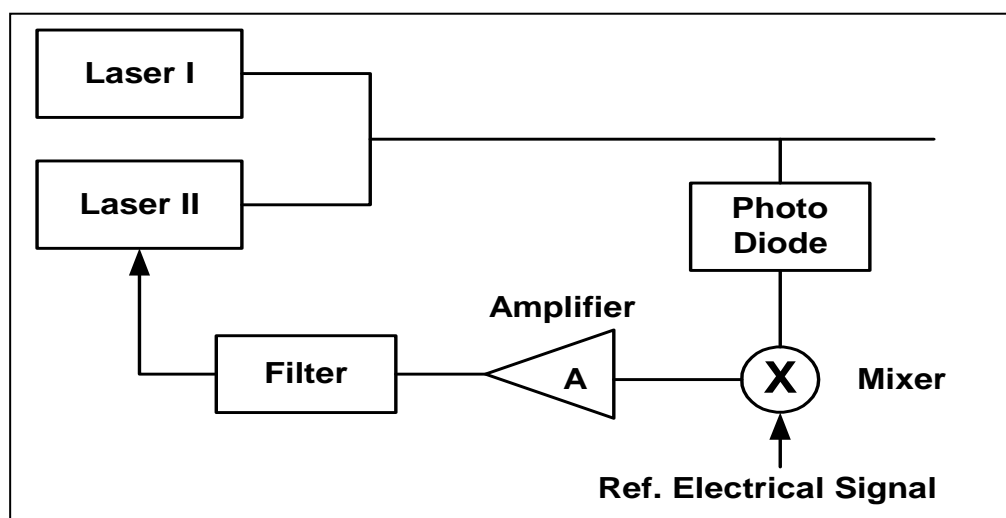 Laser I
Laser II
Photo
Diode
Amplifier
Filter
A
X
Mixer
Ref. Electrical Signal